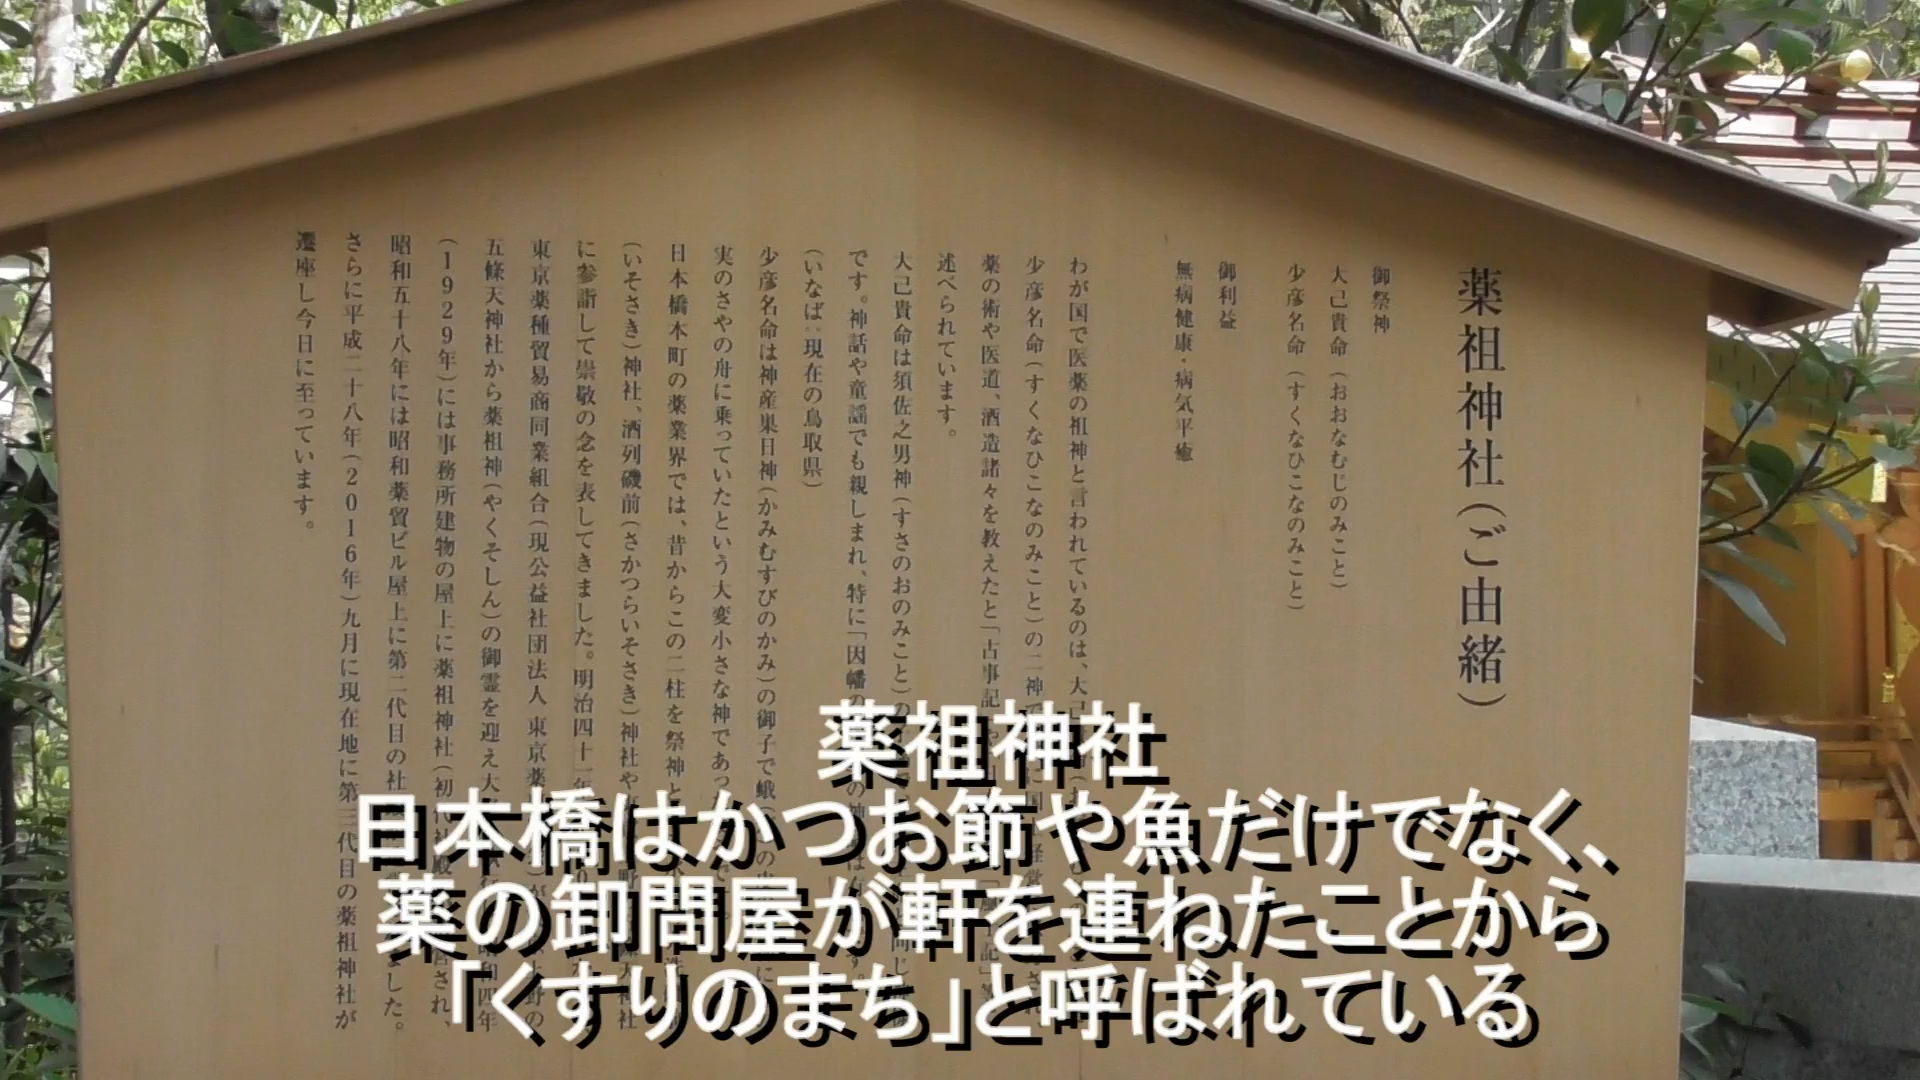 薬祖神社(ご由緒)
御祭神
大己貴命(おおなむじのみこと)
少彦名命(すくなひこなのみこと)
御利益
無病健康・病気平癒
わが国で医薬の祖神と言われているのは、大己
少彦名命(すくなひこなのみこと)の二神で
薬の術や医道、酒造諸々を教えたと「古事記」や
述べられています。
大己貴命は須佐之男神(すさのおのみこと)の
です。神話や童謡でも親しまれ、特に「因幡の
(いなば:現在の鳥取県)
少彦名命は神産巣日神(かみむすびのかみ)の御子で蛾(
実のさやの舟に乗っていたという大変小さな神であっ
日本橋本町の薬業界では、昔からこの二柱を祭神と
(いそさき)神社、酒列磯前(さかつらいそさき)神社や
に参詣して崇敬の念を表してきました。明治四十一年
東京薬種貿易商同業組合(現公益社団法人 東京薬
五條天神社から薬祖神(やくそしん)の御霊を迎え大
(1929年)には事務所建物の屋上に薬祖神社(初代社殿
昭和五十八年には昭和薬貿ビル屋上に第二代目の社 ました。
さらに平成二十八年(2016年)九月に現在地に第三代目の薬祖神社が
遷座し今日に至っています。
薬祖神社
日本橋はかつお節や魚だけでなく、
薬の卸問屋が軒を連ねたことから
「くすりのまち」と呼ばれている